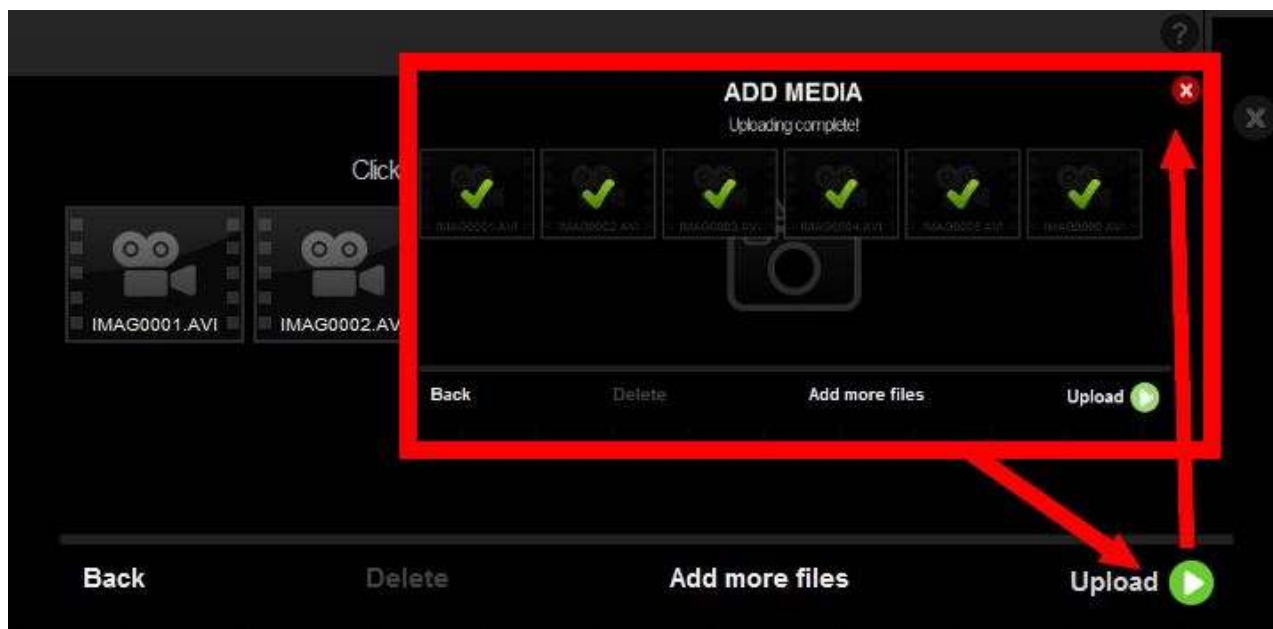 ?
ADD MEDIA
X
Uploading complete!
X
Click
IMAG0001.AVI
IMAG0002.AV
Back
Delete
Add more files
Upload
Back
Delete
Add more files
Upload